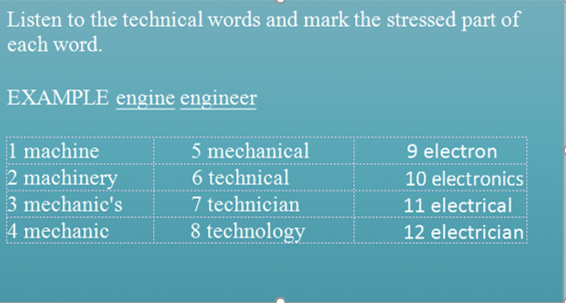 Listen to the technical words and mark the stressed part of
each word.
EXAMPLE engine engineer
1 machine 5 mechanical 9 electron
2 machinery 6 technical 10 electronics
3 mechanic's 7 technician 11 electrical
4 mechanic 8 technology 12 electrician